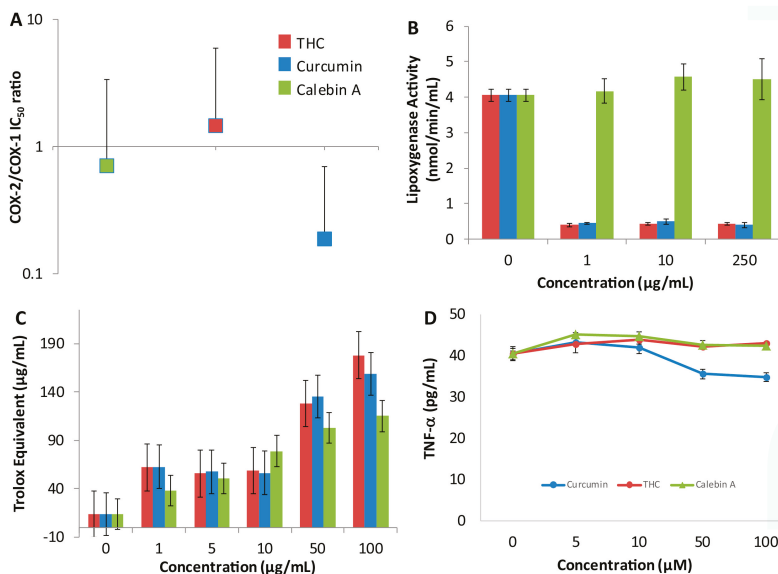 A
10
1
0.1
COX-2/COX-1 IC50 ratio
THC
Curcumin
Calebin A
B
6
5
4
3
2
1
0
Lipoxygenase Activity
(nmol/min/mL)
0 1 10 250
Concentration (µg/mL)
C
190
140
90
40
-10
Trolox Equivalent (µg/mL)
0 1 5 10 50 100
Concentration (µg/mL)
D
50
40
30
20
10
0
TNF-α (pg/mL)
Curcumin THC Calebin A
0 5 10 50 100
Concentration (µM)